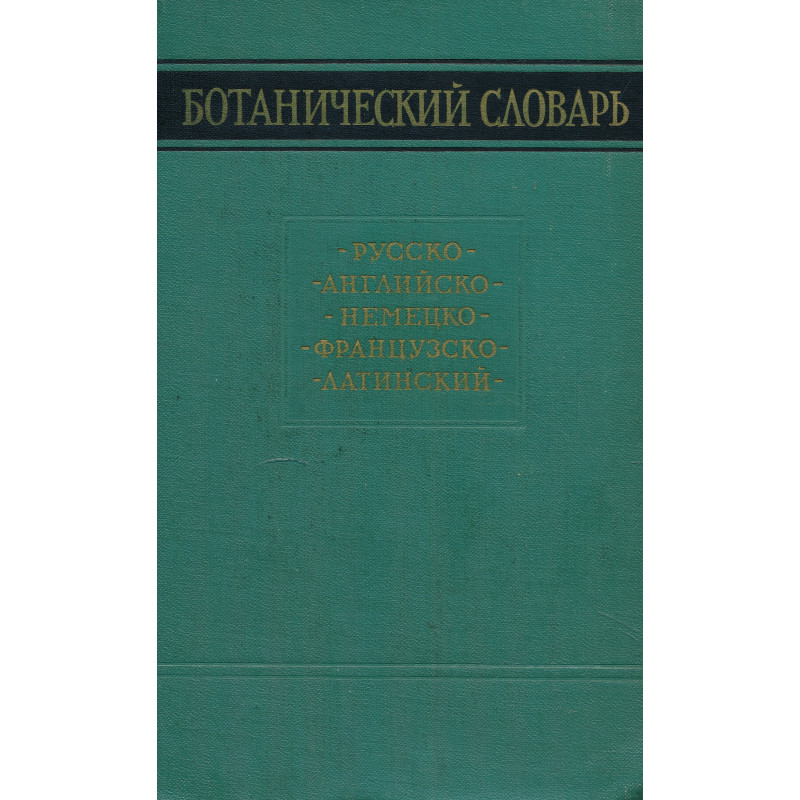 БОТАНИЧЕСКИЙ СЛОВАРЬ
-РУССКО-
-АНГЛИЙСКО-
-НЕМЕЦКО-
-ФРАНЦУЗСКО-
-ЛАТИНСКИЙ-